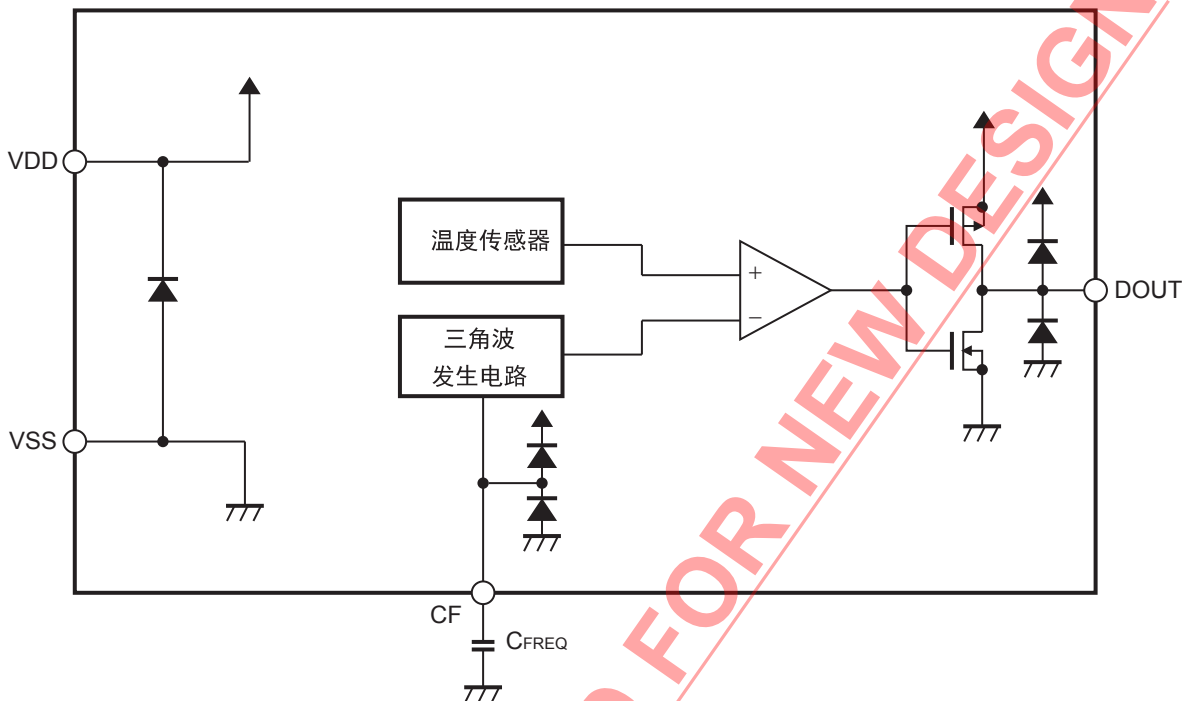 VDD
温度传感器
+
−
DOUT
三角波
发生电路
VSS
CF
CFREQ
FOR NEW DESIGN